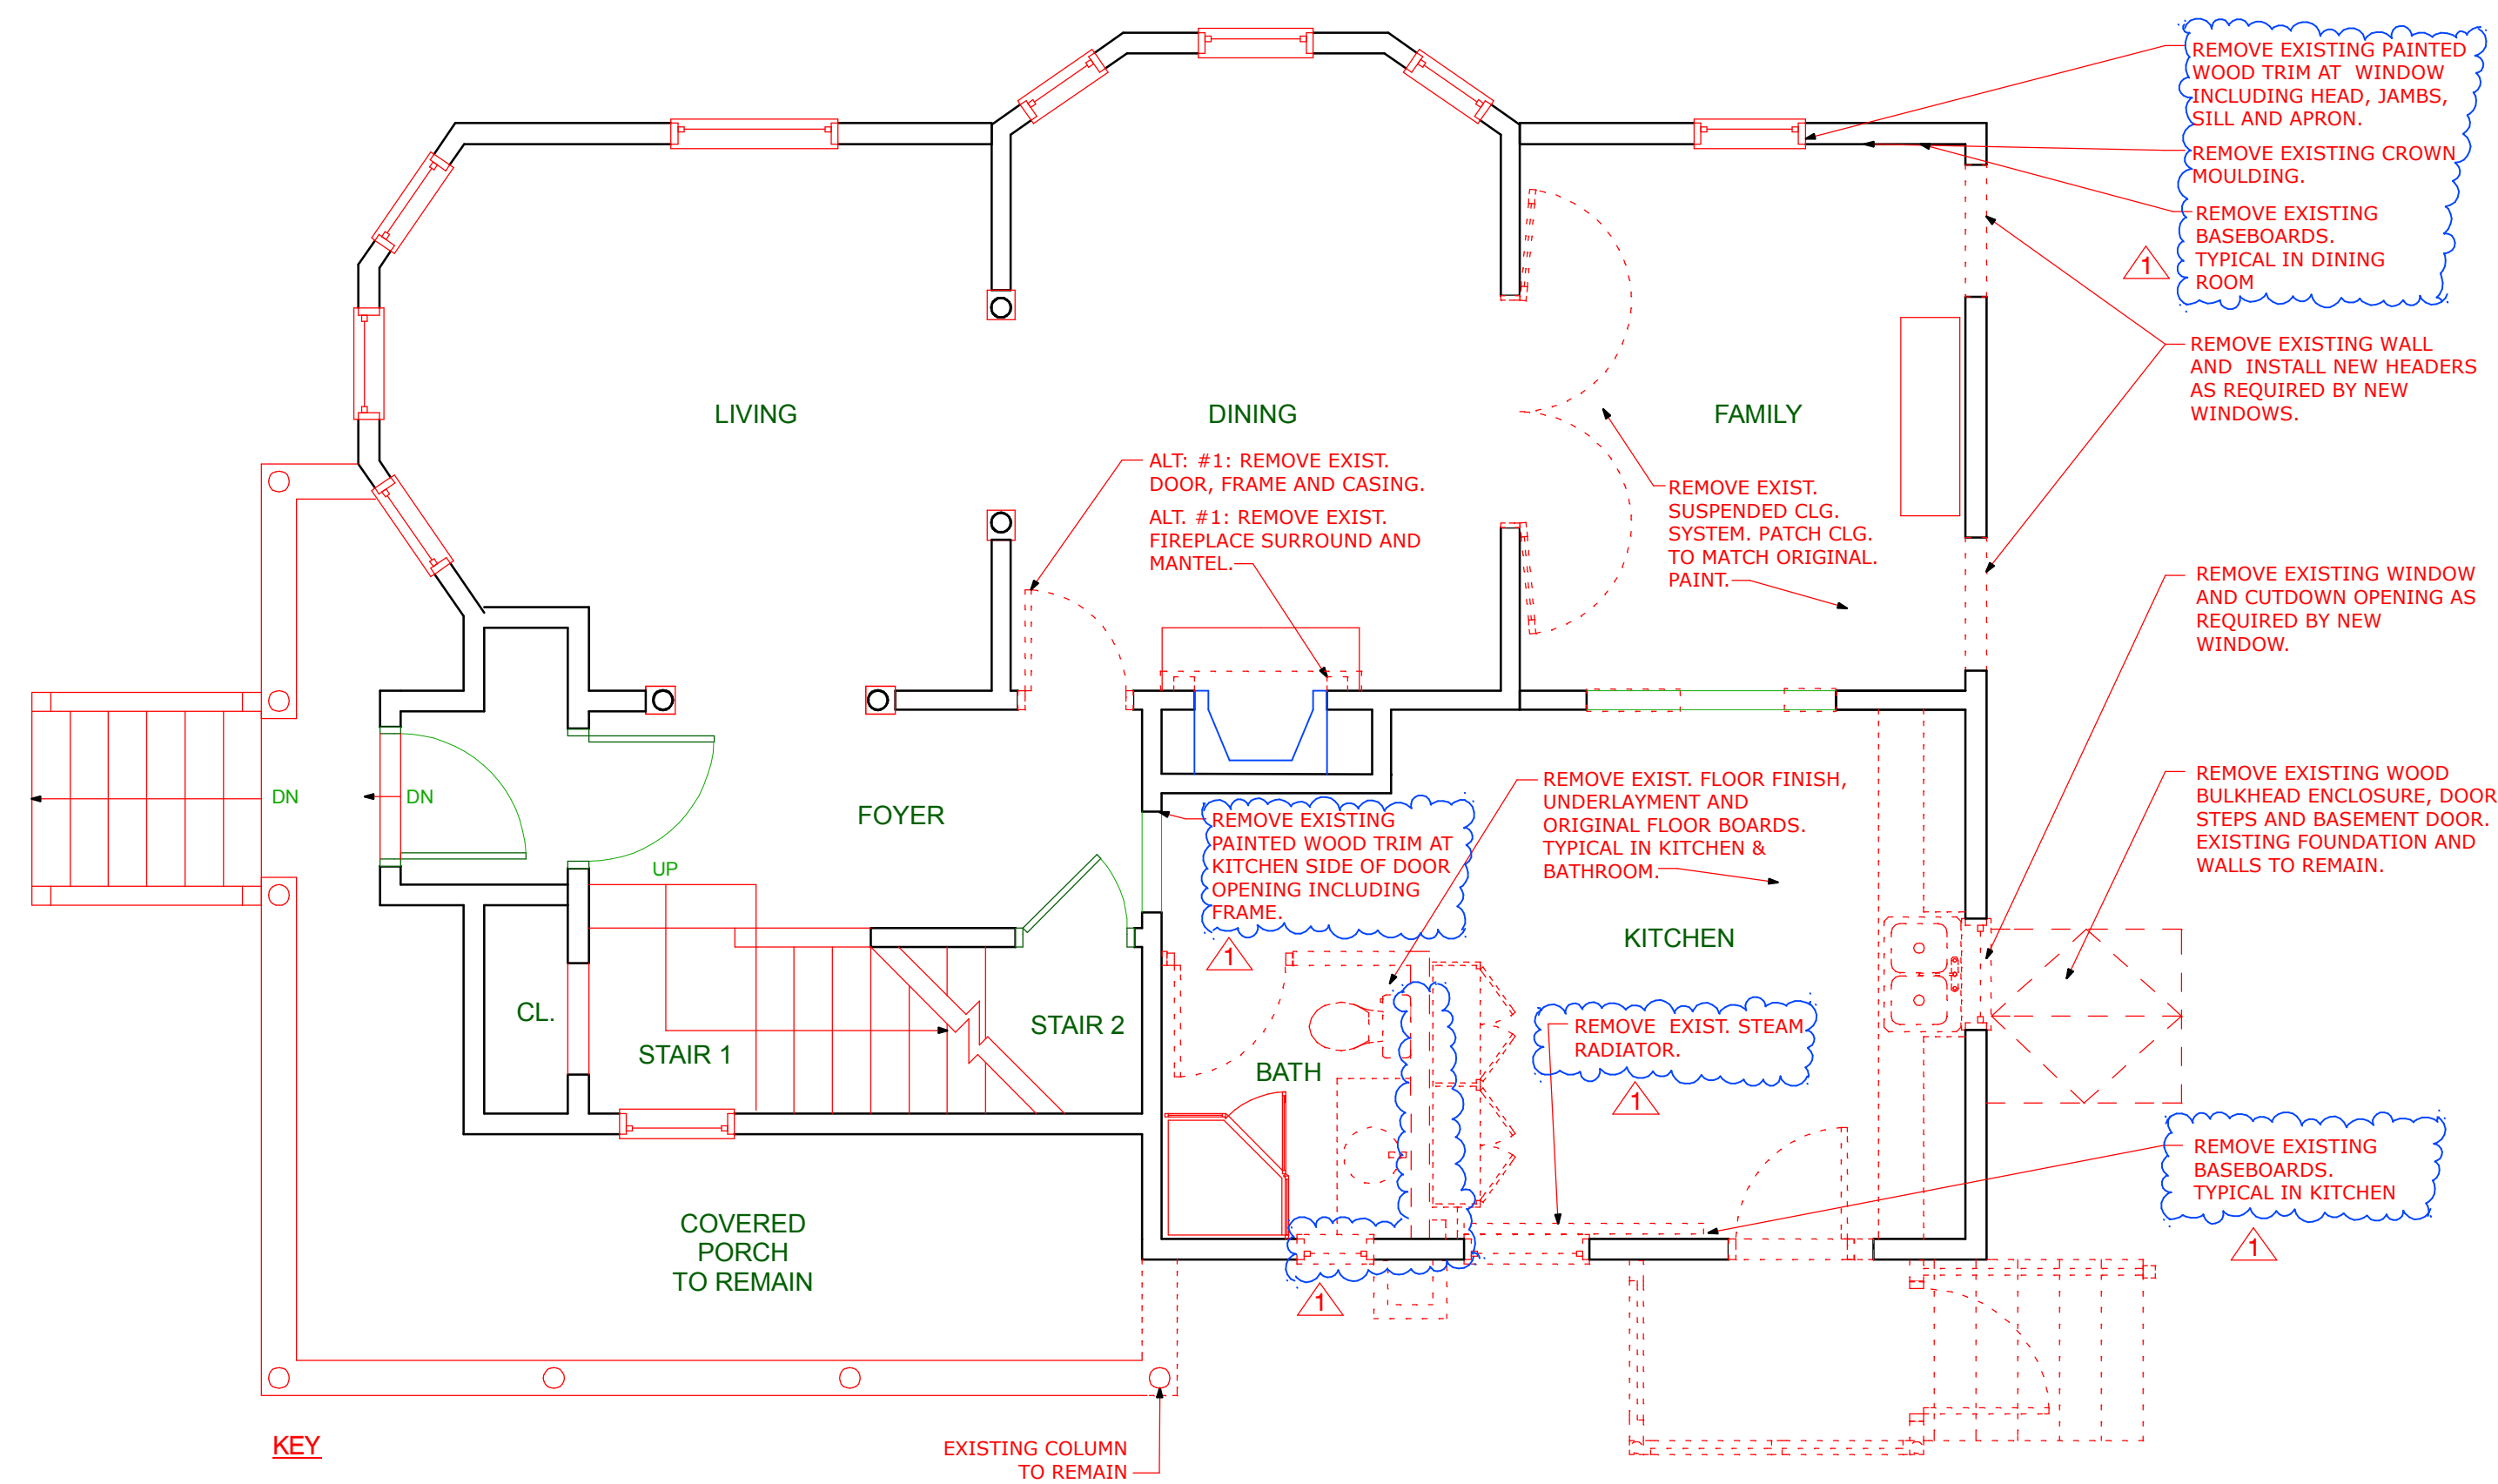 REMOVE EXISTING PAINTED
WOOD TRIM AT WINDOW
INCLUDING HEAD, JAMBS,
SILL AND APRON.
REMOVE EXISTING CROWN
MOULDING.
REMOVE EXISTING
BASEBOARDS.
TYPICAL IN DINING
ROOM
1
REMOVE EXISTING WALL
AND INSTALL NEW HEADERS
AS REQUIRED BY NEW
WINDOWS.
LIVING
DINING
FAMILY
ALT: #1: REMOVE EXIST.
DOOR, FRAME AND CASING.
ALT. #1: REMOVE EXIST.
FIREPLACE SURROUND AND
MANTEL.
REMOVE EXIST.
SUSPENDED CLG.
SYSTEM. PATCH CLG.
TO MATCH ORIGINAL.
PAINT.
REMOVE EXISTING WINDOW
AND CUTDOWN OPENING AS
REQUIRED BY NEW
WINDOW.
REMOVE EXISTING WOOD
BULKHEAD ENCLOSURE, DOOR
STEPS AND BASEMENT DOOR.
EXISTING FOUNDATION AND
WALLS TO REMAIN.
DN
DN
FOYER
UP
REMOVE EXISTING
PAINTED WOOD TRIM AT
KITCHEN SIDE OF DOOR
OPENING INCLUDING
FRAME.
1
REMOVE EXIST. FLOOR FINISH,
UNDERLAYMENT AND
ORIGINAL FLOOR BOARDS.
TYPICAL IN KITCHEN &
BATHROOM.
KITCHEN
CL.
STAIR 1
STAIR 2
BATH
REMOVE EXIST. STEAM
RADIATOR.
1
REMOVE EXISTING
BASEBOARDS.
TYPICAL IN KITCHEN
1
COVERED
PORCH
TO REMAIN
1
KEY
EXISTING COLUMN
TO REMAIN